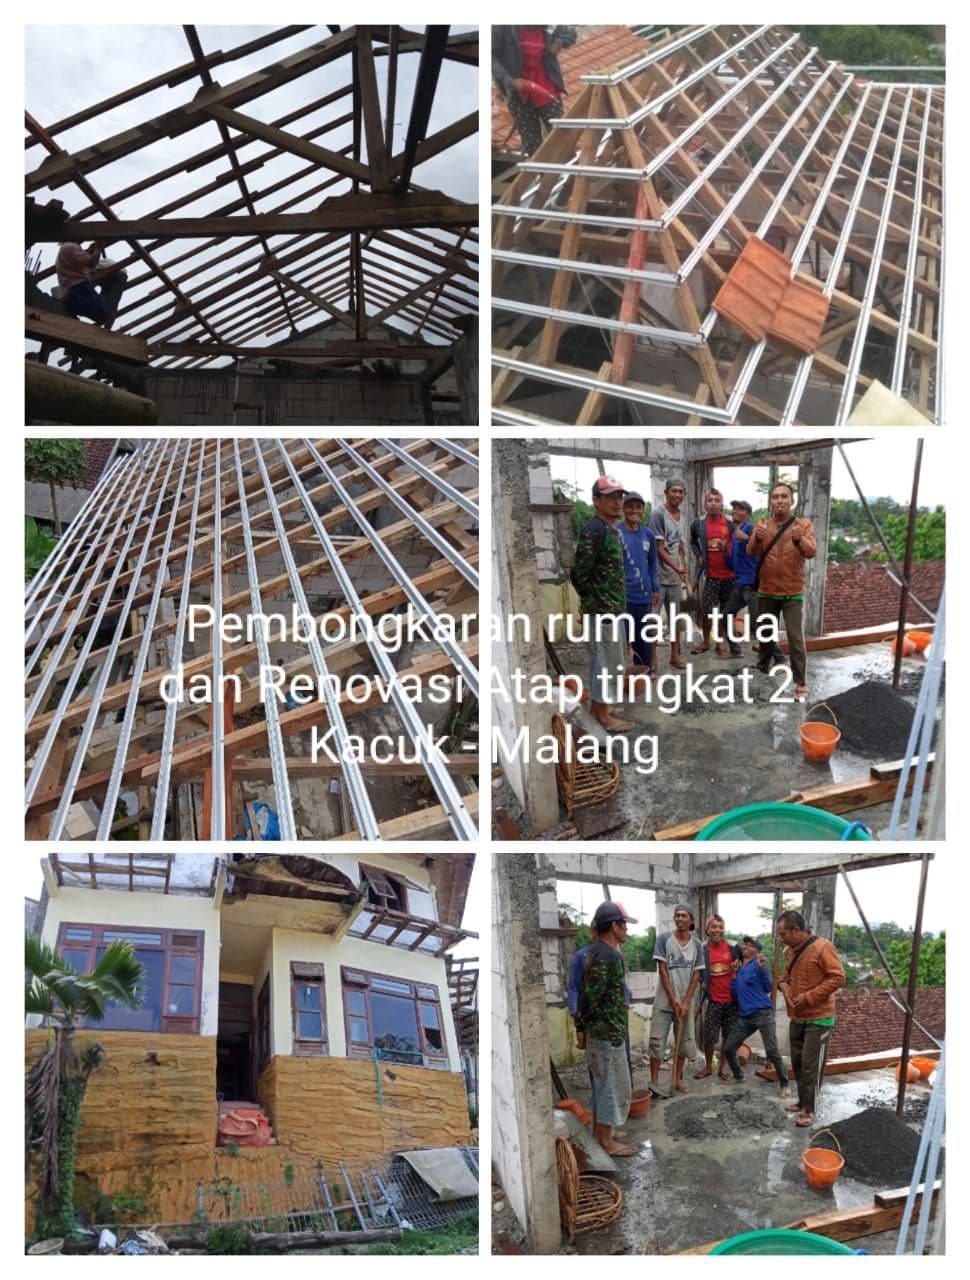 Pembongkaran rumah tua
dan Renovasi Atap tingkat 2.
Kacuk - Malang